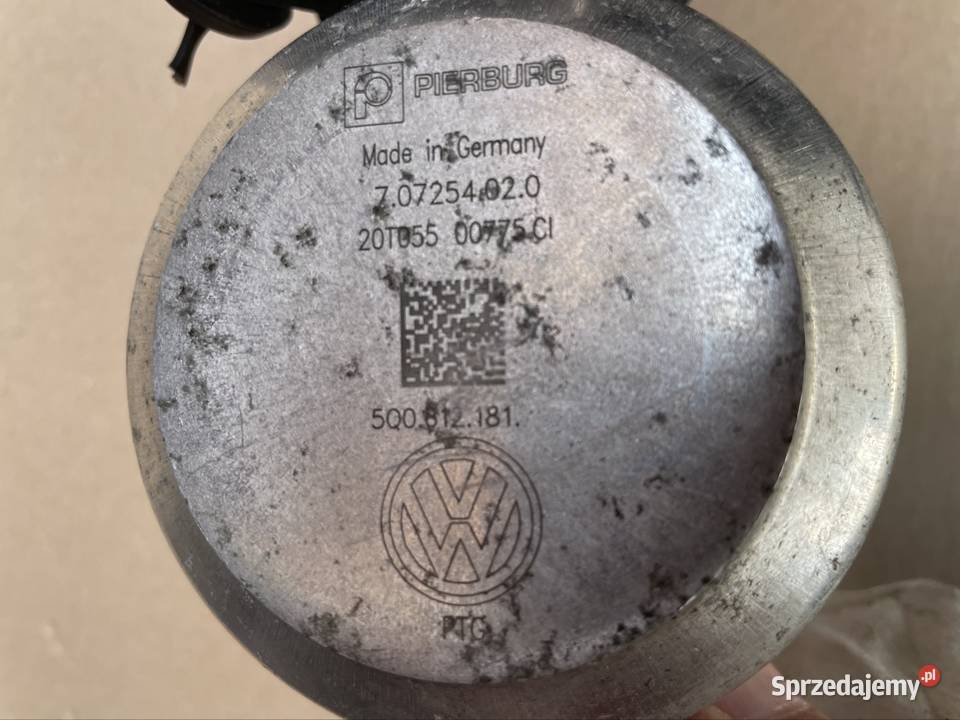 PIERBURG
Made in Germany
7.07254.02.0
20T055 00775.CI
5Q0.812.181.
PTG
Sprzedajemy.pl